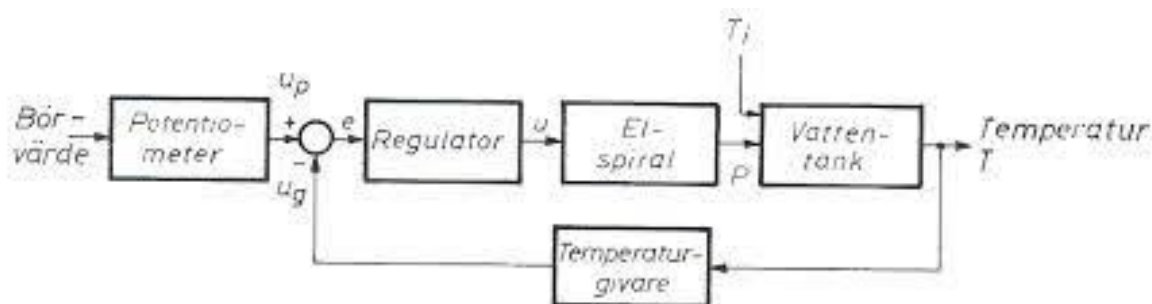 Bör-
värde
Potentio-
meter
u_p
+
-
u_g
e
Regulator
u
El-
spiral
P
T_i
Vatten-
tank
Temperatur
T
Temperatur-
givare